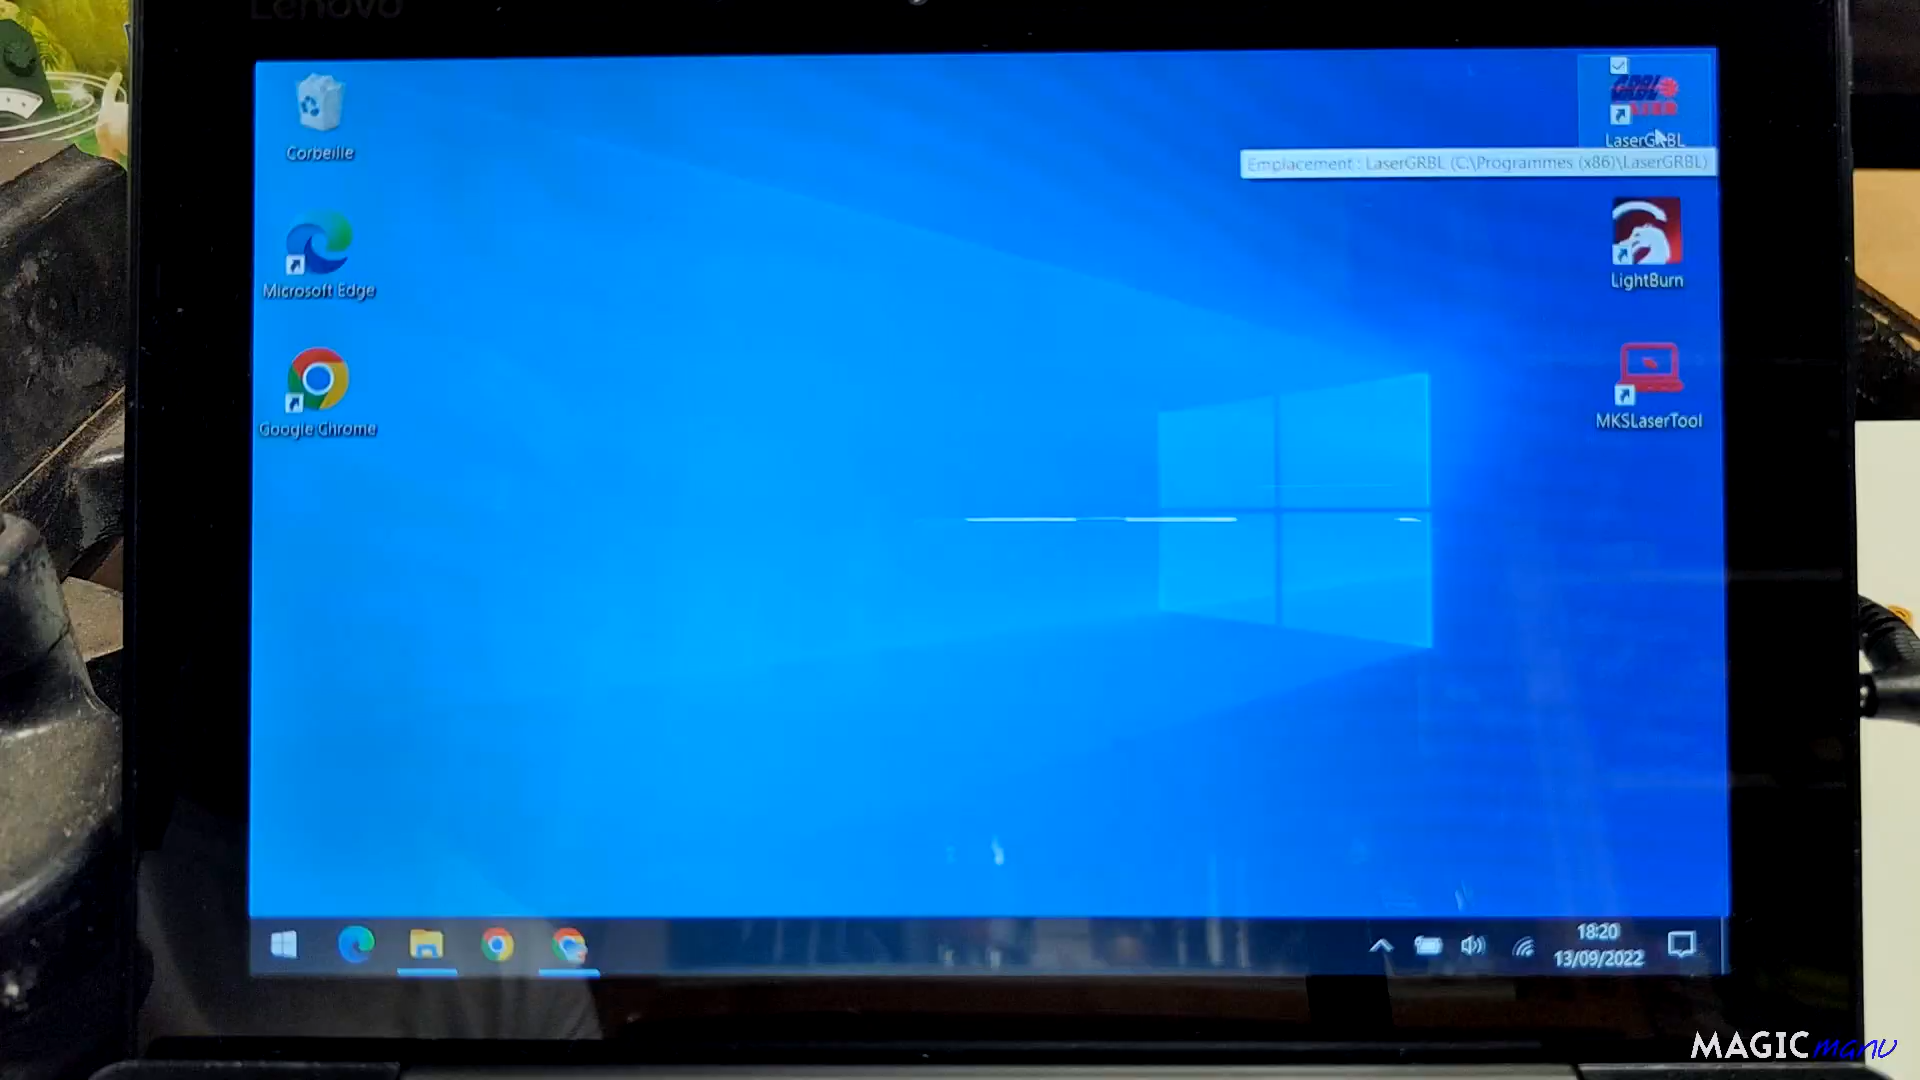 Lenovo
Corbeille
LaserGRBL
Emplacement : LaserGRBL (C:\Programmes (x86)\LaserGRBL)
Microsoft Edge
LightBurn
Google Chrome
MKSLaserTool
18:20
13/09/2022
MAGIC manu